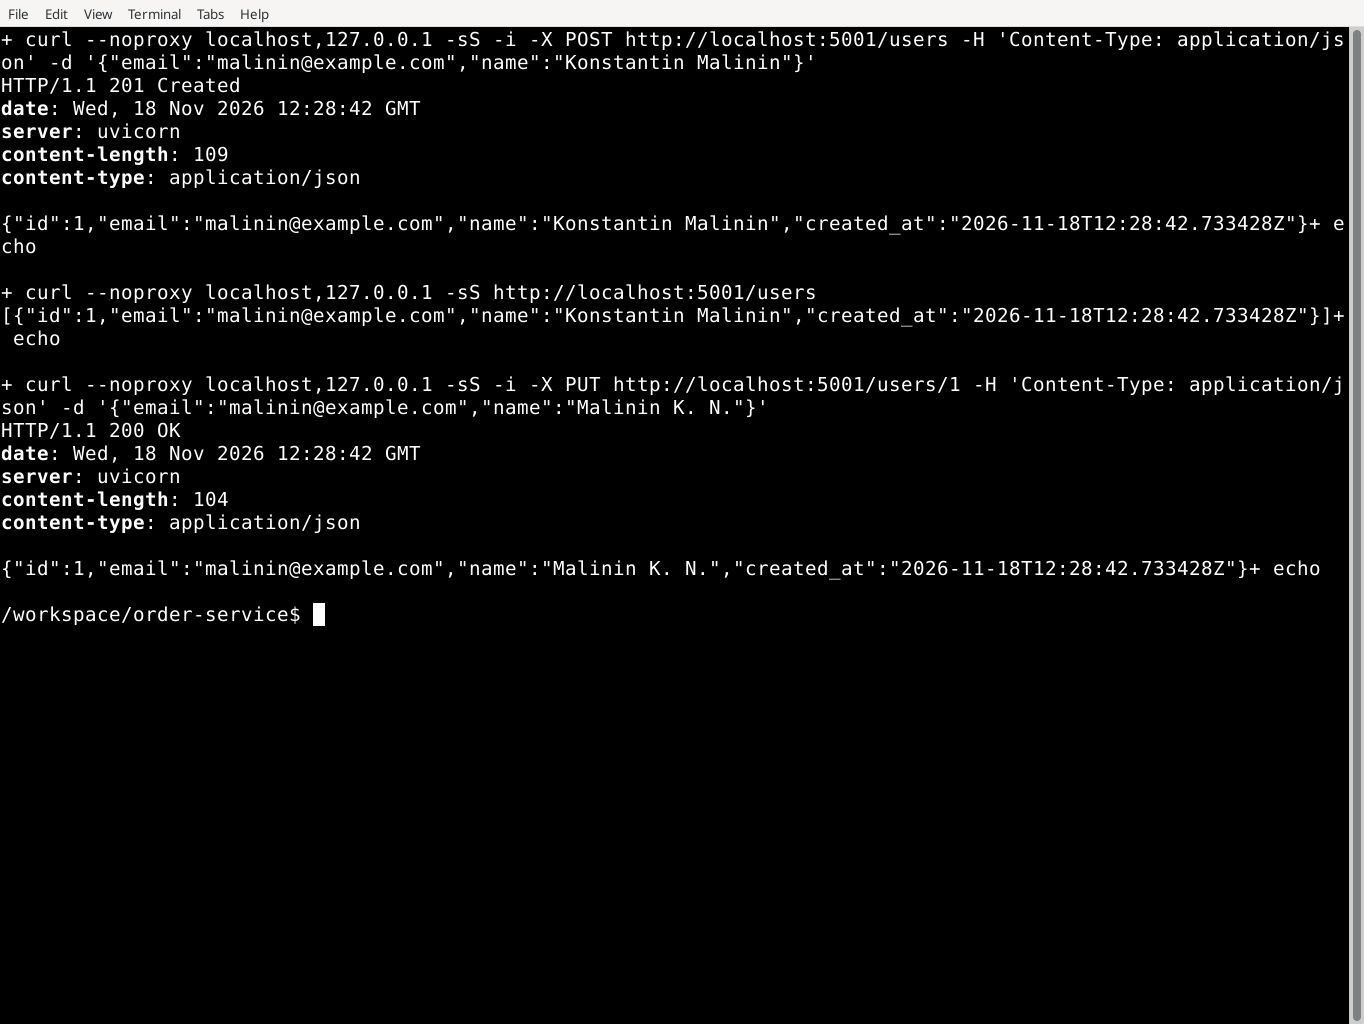 File Edit View Terminal Tabs Help
+ curl --noproxy localhost,127.0.0.1 -sS -i -X POST http://localhost:5001/users -H 'Content-Type: application/js
on' -d '{"email":"malinin@example.com","name":"Konstantin Malinin"}'
HTTP/1.1 201 Created
date: Wed, 18 Nov 2026 12:28:42 GMT
server: uvicorn
content-length: 109
content-type: application/json
{"id":1,"email":"malinin@example.com","name":"Konstantin Malinin","created_at":"2026-11-18T12:28:42.733428Z"}+ e
cho
+ curl --noproxy localhost,127.0.0.1 -sS http://localhost:5001/users
[{"id":1,"email":"malinin@example.com","name":"Konstantin Malinin","created_at":"2026-11-18T12:28:42.733428Z"}]+
 echo
+ curl --noproxy localhost,127.0.0.1 -sS -i -X PUT http://localhost:5001/users/1 -H 'Content-Type: application/j
son' -d '{"email":"malinin@example.com","name":"Malinin K. N."}'
HTTP/1.1 200 OK
date: Wed, 18 Nov 2026 12:28:42 GMT
server: uvicorn
content-length: 104
content-type: application/json
{"id":1,"email":"malinin@example.com","name":"Malinin K. N.","created_at":"2026-11-18T12:28:42.733428Z"}+ echo
/workspace/order-service$